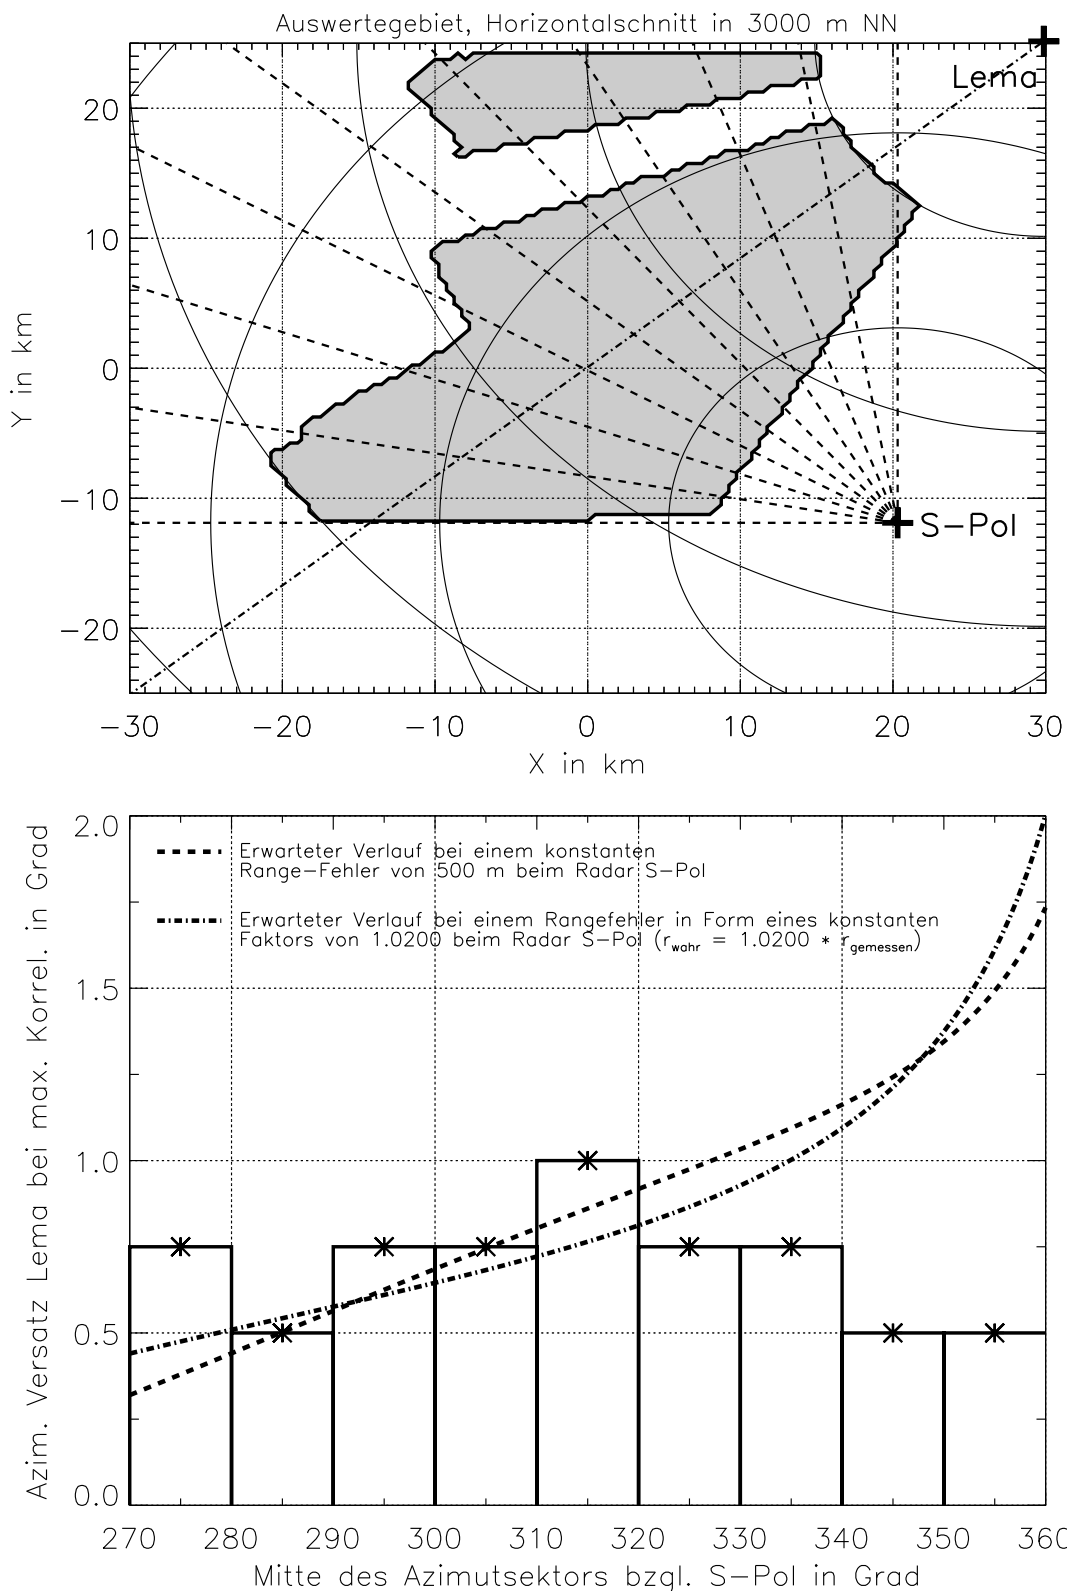 Auswertegebiet, Horizontalschnitt in 3000 m NN
Lema
20
10
0
−10
−20
Y in km
S−Pol
−30 −20 −10 0 10 20 30
X in km
2.0
1.5
1.0
0.5
0.0
Azim. Versatz Lema bei max. Korrel. in Grad
Erwarteter Verlauf bei einem konstanten
Range−Fehler von 500 m beim Radar S−Pol
Erwarteter Verlauf bei einem Rangefehler in Form eines konstanten
Faktors von 1.0200 beim Radar S−Pol (r_wahr = 1.0200 * r_gemessen)
270 280 290 300 310 320 330 340 350 360
Mitte des Azimutsektors bzgl. S−Pol in Grad